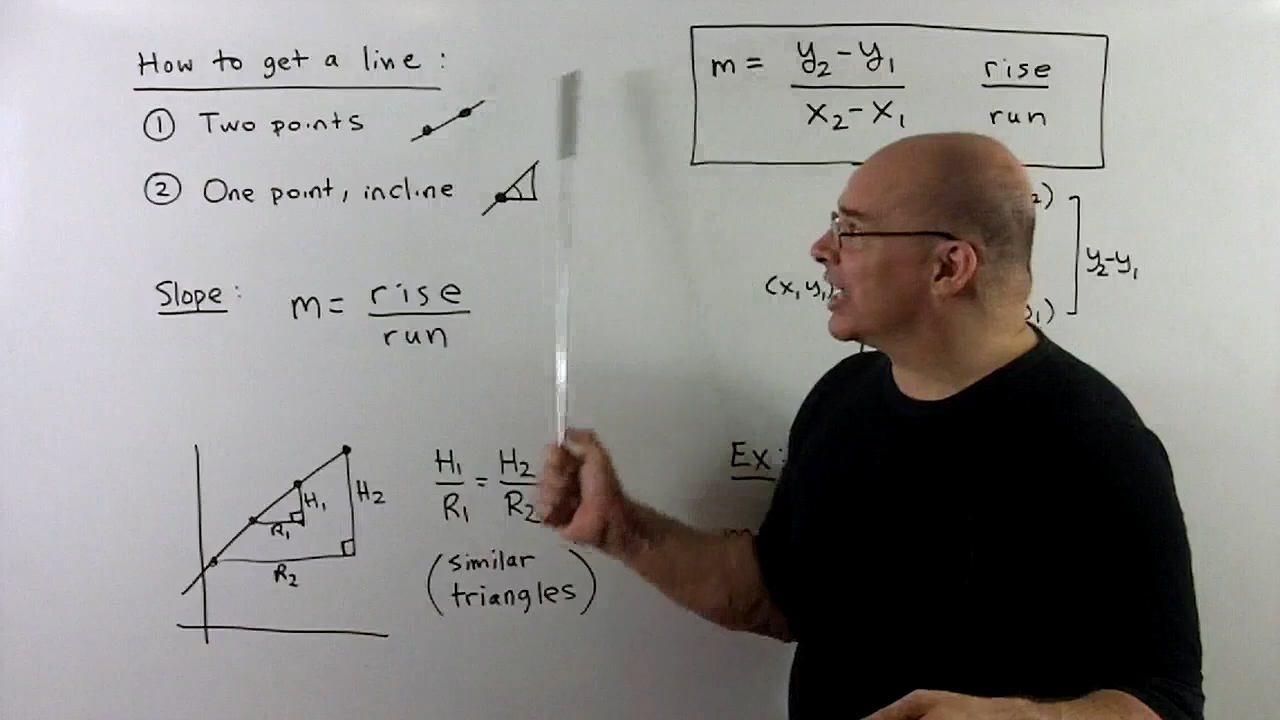 How to get a line :
① Two points
② One point, incline
Slope : m = rise / run
H₁
H₂
R₁
R₂
H₁ / R₁ = H₂ / R₂
(similar
triangles)
m = y₂ - y₁ / x₂ - x₁ rise / run
y₂-y₁
(x₁ y₁)
Ex :